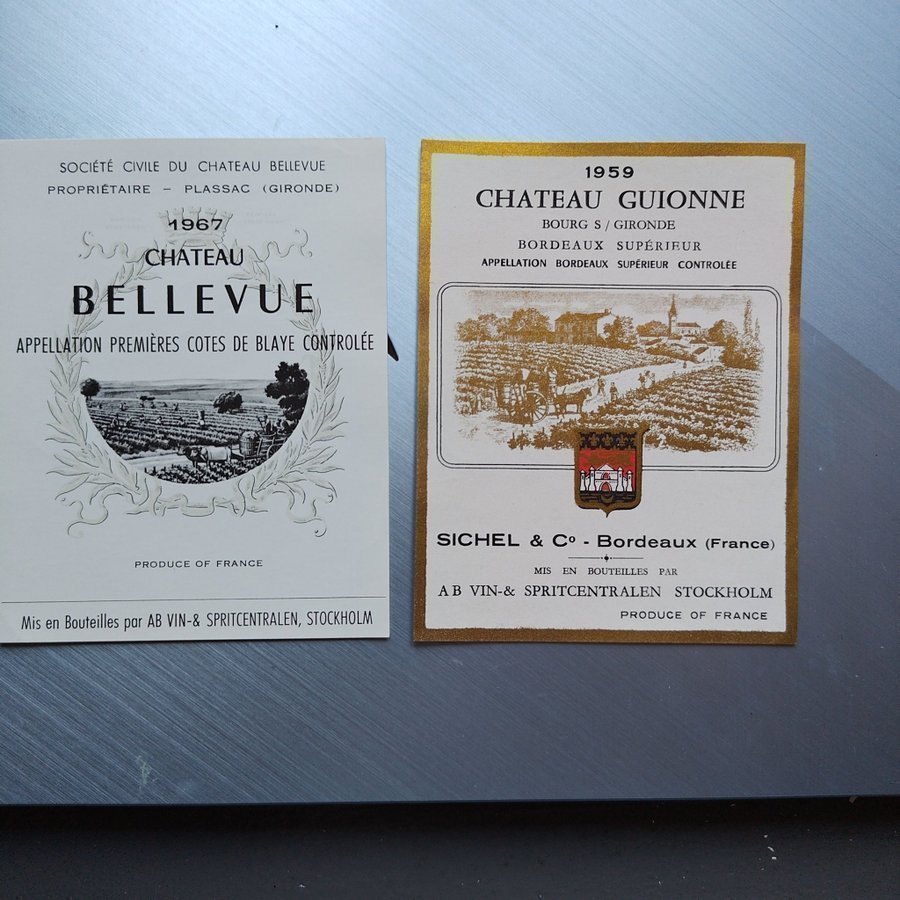 SOCIÉTÉ CIVILE DU CHATEAU BELLEVUE
PROPRIÉTAIRE – PLASSAC (GIRONDE)
1967
CHATEAU
BELLEVUE
APPELLATION PREMIÈRES COTES DE BLAYE CONTRÔLÉE
PRODUCE OF FRANCE
Mis en Bouteilles par AB VIN-& SPRITCENTRALEN, STOCKHOLM
1959
CHATEAU GUIONNE
BOURG S/GIRONDE
BORDEAUX SUPÉRIEUR
APPELLATION BORDEAUX SUPÉRIEUR CONTROLÉE
SICHEL & Cº - Bordeaux (France)
MIS EN BOUTEILLES PAR
AB VIN-& SPRITCENTRALEN STOCKHOLM
PRODUCE OF FRANCE